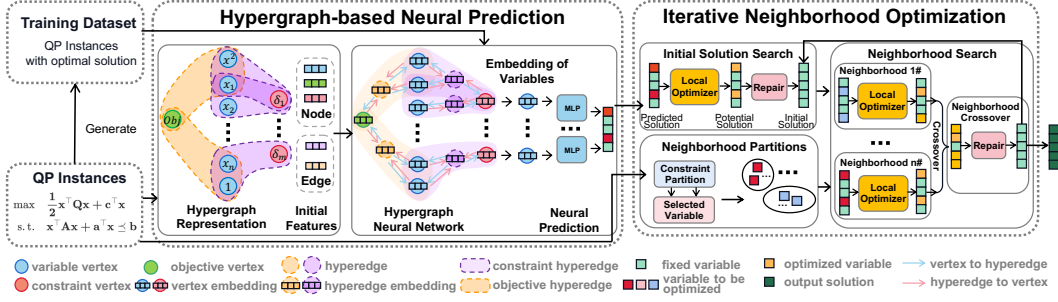 Hypergraph-based Neural Prediction
Iterative Neighborhood Optimization
Training Dataset
QP Instances
with optimal solution
Generate
QP Instances
max 1/2 x⊤Qx + c⊤x
s.t. x⊤Ax + a⊤x ⪯ b
Obj
x²
x₁
x₂
xₙ
1
δ₁
δₘ
Hypergraph
Representation
Node
Edge
Initial
Features
Embedding
of Variables
MLP
...
MLP
Hypergraph
Neural Network
Neural
Prediction
Initial Solution Search
Local
Optimizer
Repair
Predicted
Solution
Potential
Solution
Initial
Solution
Neighborhood Partitions
Constraint
Partition
Selected
Variable
...
Neighborhood Search
Neighborhood 1#
Local
Optimizer
...
Neighborhood n#
Local
Optimizer
Crossover
Neighborhood
Crossover
Repair
variable vertex
objective vertex
hyperedge
constraint hyperedge
fixed variable
optimized variable
vertex to hyperedge
constraint vertex
vertex embedding
hyperedge embedding
objective hyperedge
variable to be
optimized
output solution
hyperedge to vertex